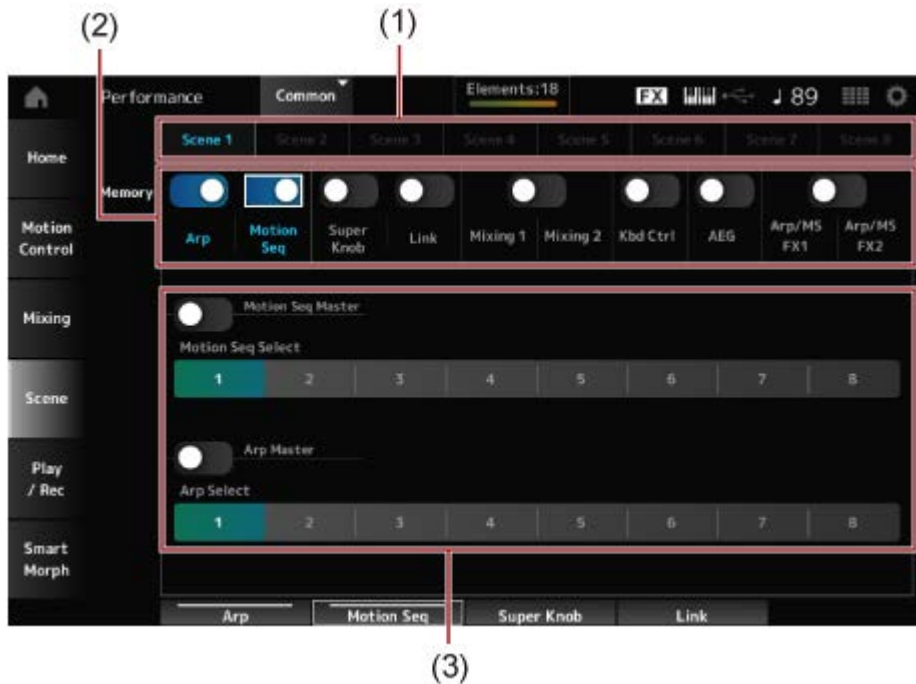 (2) (1)
Performance Common Elements:18 FX ♩ 89
Home
Scene 1 Scene 2 Scene 3 Scene 4 Scene 5 Scene 6 Scene 7 Scene 8
Memory
Arp Motion Seq Super Knob Link Mixing 1 Mixing 2 Kbd Ctrl AEG Arp/MS FX1 Arp/MS FX2
Motion Control
Mixing
Motion Seq Master
Motion Seq Select
1 2 3 4 5 6 7 8
Scene
Arp Master
Play / Rec
Arp Select
1 2 3 4 5 6 7 8
Smart Morph
Arp Motion Seq Super Knob Link
(3)